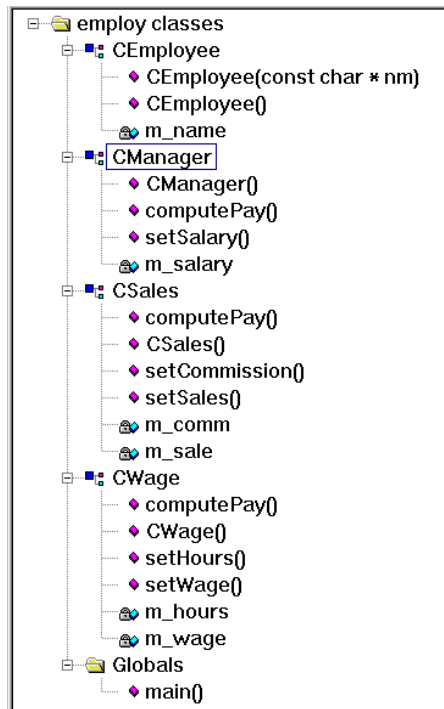 employ classes
CEmployee
CEmployee(const char * nm)
CEmployee()
m_name
CManager
CManager()
computePay()
setSalary()
m_salary
CSales
computePay()
CSales()
setCommission()
setSales()
m_comm
m_sale
CWage
computePay()
CWage()
setHours()
setWage()
m_hours
m_wage
Globals
main()